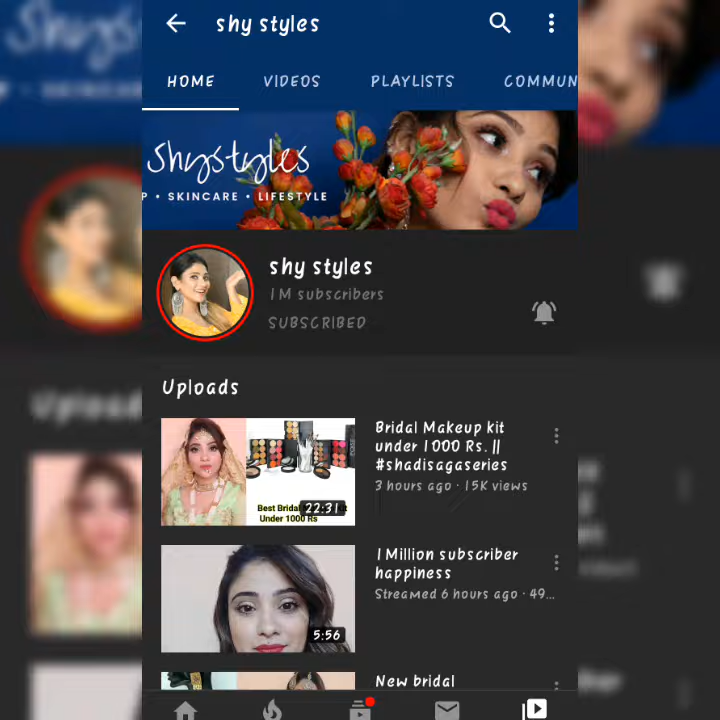 shy styles
HOME VIDEOS PLAYLISTS COMMUN
Shystyles
P • SKINCARE • LIFESTYLE
shy styles
1M subscribers
SUBSCRIBED
Uploads
Bridal Makeup kit
under 1000 Rs. ||
#shadisagaseries
3 hours ago · 15K views
Best Bridal
Under 1000 Rs
22:31
1 Million subscriber
happiness
Streamed 6 hours ago · 49...
5:56
New bridal